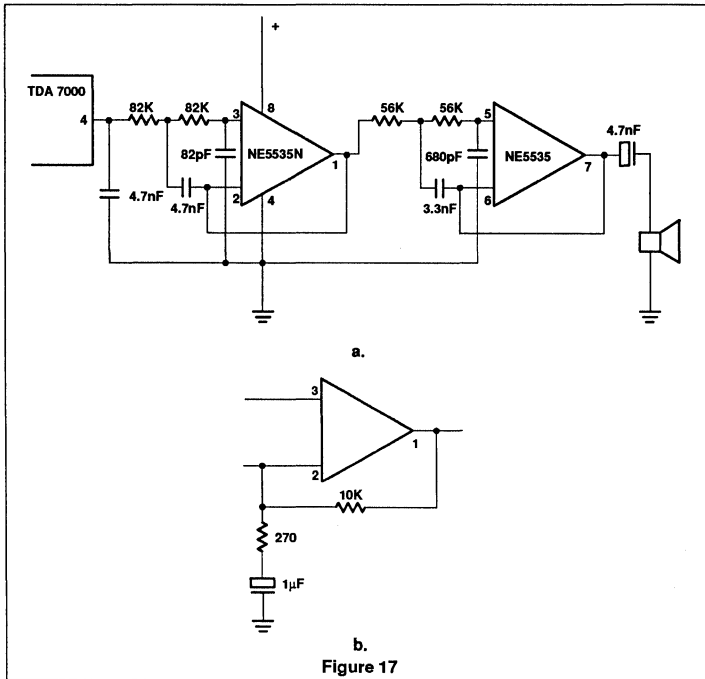 +
TDA 7000
4
82K
82K
3
8
NE5535N
82pF
1
2
4
4.7nF
4.7nF
56K
56K
5
NE5535
680pF
7
6
3.3nF
4.7nF
a.
3
1
2
10K
270
1µF
b.
Figure 17